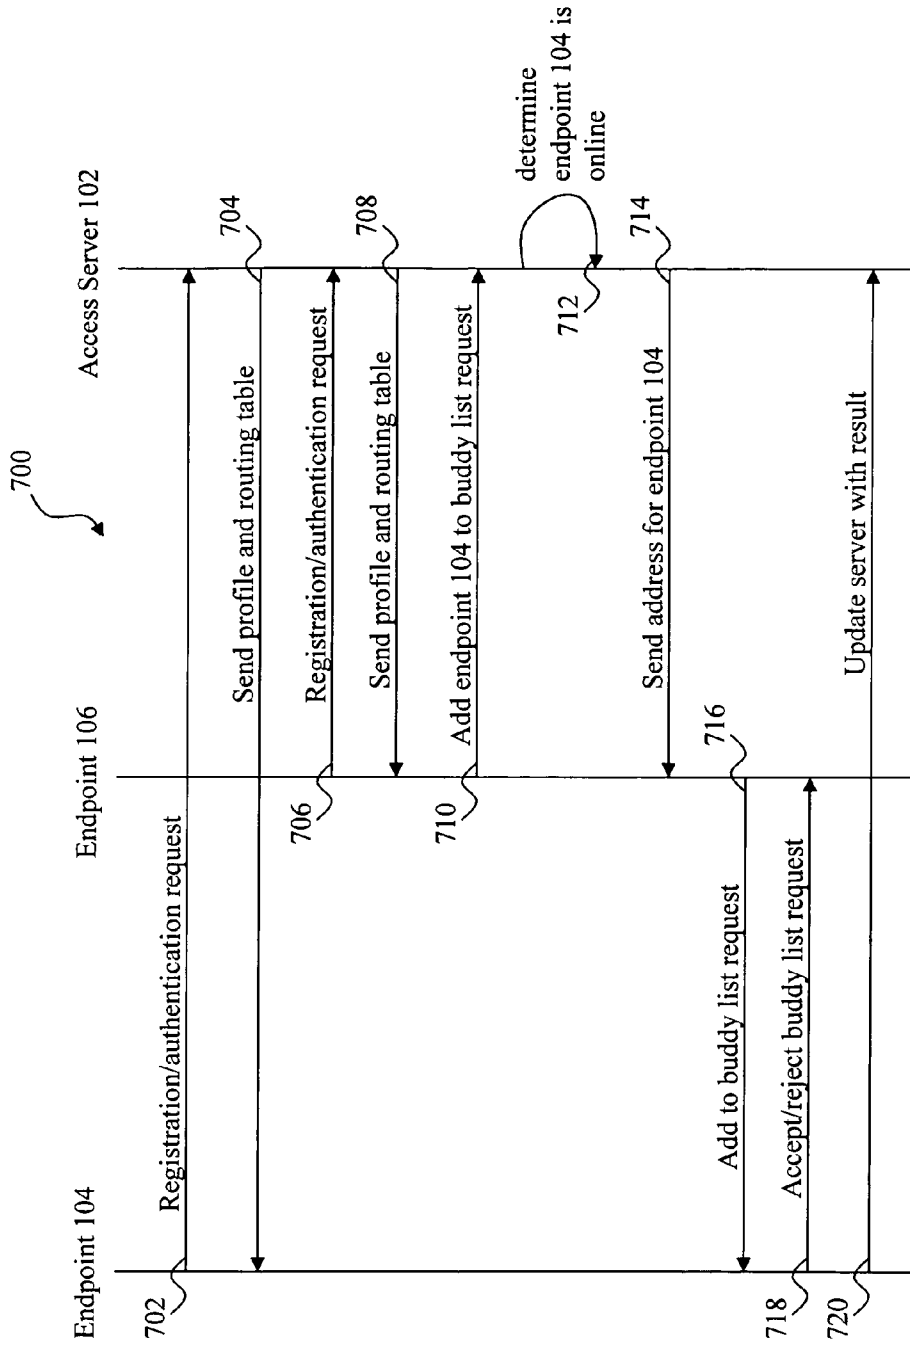 700
Endpoint 104
Endpoint 106
Access Server 102
702
Registration/authentication request
704
Send profile and routing table
706
Registration/authentication request
708
Send profile and routing table
710
Add endpoint 104 to buddy list request
determine
endpoint 104 is
online
712
714
Send address for endpoint 104
716
Add to buddy list request
718
Accept/reject buddy list request
720
Update server with result